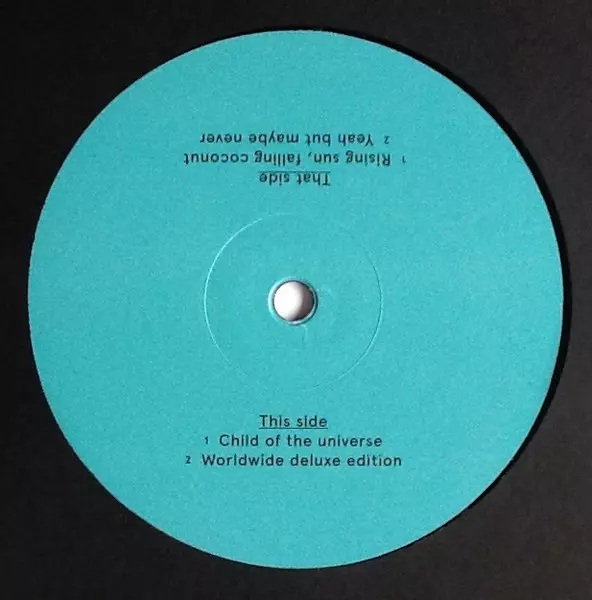 That side
1 Rising sun, falling coconut
2 Yeah but maybe never
This side
1 Child of the universe
2 Worldwide deluxe edition